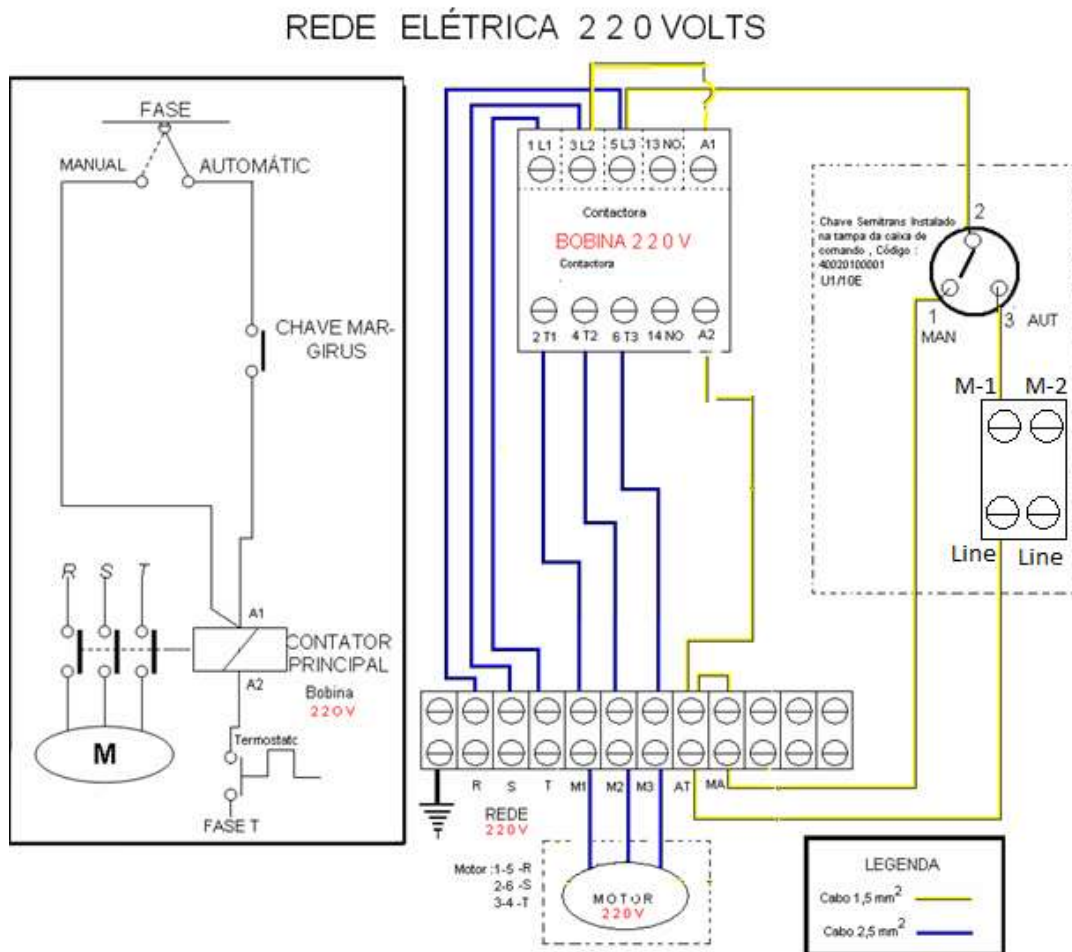 REDE ELÉTRICA 2 2 0 VOLTS
FASE
MANUAL
AUTOMÁTIC
CHAVE MAR-
GIRUS
R S T
A1
CONTATOR
PRINCIPAL
A2
Bobina
220V
M
Termostatc
FASE T
1 L1 3 L2 5 L3 13 NO A1
Contactora
BOBINA 2 2 0 V
Contactora
2 T1 4 T2 6 T3 14 NO A2
Chave Semitrans Instalado
na tampa da caixa de
comando , Código :
40020100001
U1/10E
2
1
MAN
3 AUT
M-1 M-2
Line Line
R S T M1 M2 M3 AT MA
REDE
220V
Motor :1-5 -R
2-6 -S
3-4 -T
MOTOR
220V
LEGENDA
Cabo 1,5 mm²
Cabo 2,5 mm²